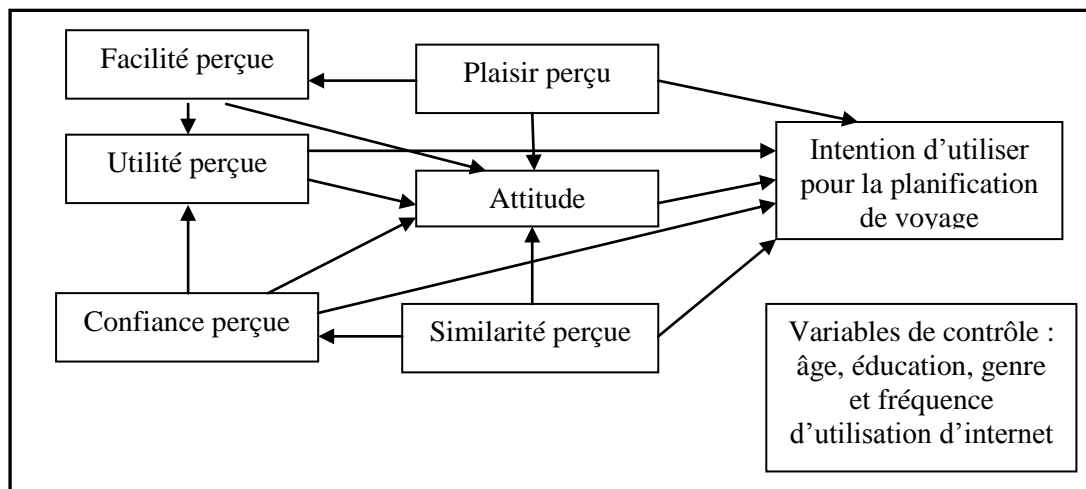 Facilité perçue
Plaisir perçu
Utilité perçue
Intention d’utiliser
pour la planification
de voyage
Attitude
Confiance perçue
Similarité perçue
Variables de contrôle :
âge, éducation, genre
et fréquence
d’utilisation d’internet